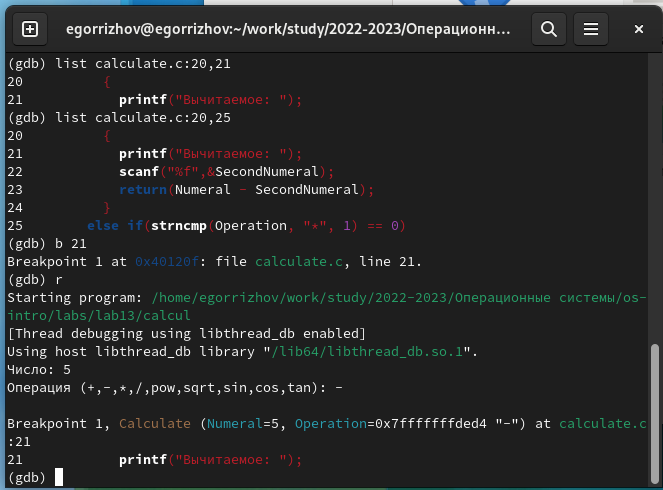 egorrizhov@egorrizhov:~/work/study/2022-2023/Операционн...
(gdb) list calculate.c:20,21
20          {
21            printf("Вычитаемое: ");
(gdb) list calculate.c:20,25
20          {
21            printf("Вычитаемое: ");
22            scanf("%f",&SecondNumeral);
23            return(Numeral - SecondNumeral);
24          }
25        else if(strncmp(Operation, "*", 1) == 0)
(gdb) b 21
Breakpoint 1 at 0x40120f: file calculate.c, line 21.
(gdb) r
Starting program: /home/egorrizhov/work/study/2022-2023/Операционные системы/os-
intro/labs/lab13/calcul
[Thread debugging using libthread_db enabled]
Using host libthread_db library "/lib64/libthread_db.so.1".
Число: 5
Операция (+,-,*,/,pow,sqrt,sin,cos,tan): -
Breakpoint 1, Calculate (Numeral=5, Operation=0x7fffffffded4 "-") at calculate.c
:21
21            printf("Вычитаемое: ");
(gdb)